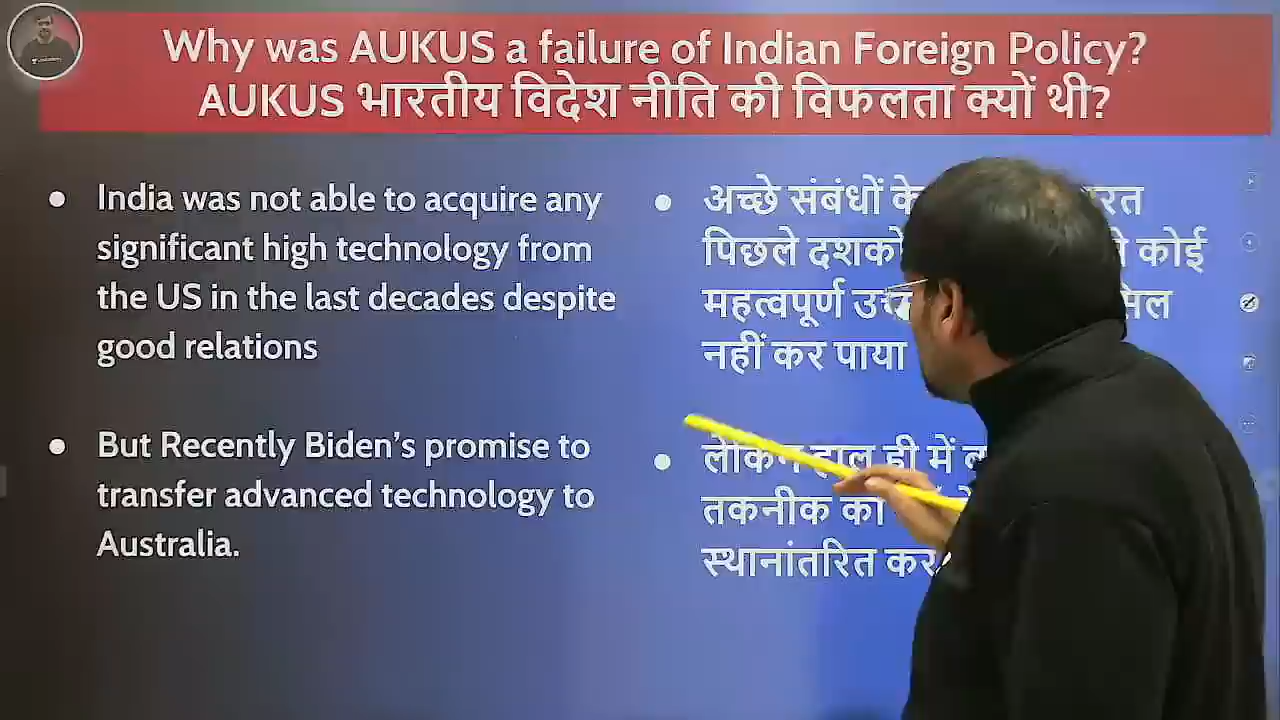 Why was AUKUS a failure of Indian Foreign Policy?
AUKUS भारतीय विदेश नीति की विफलता क्यों थी?
● India was not able to acquire any
significant high technology from
the US in the last decades despite
good relations
● But Recently Biden's promise to
transfer advanced technology to
Australia.
● अच्छे संबंधों के
पिछले दशकों कोई
महत्वपूर्ण
नहीं कर पाया
● लेकिन हाल ही में
तकनीक को
स्थानांतरित